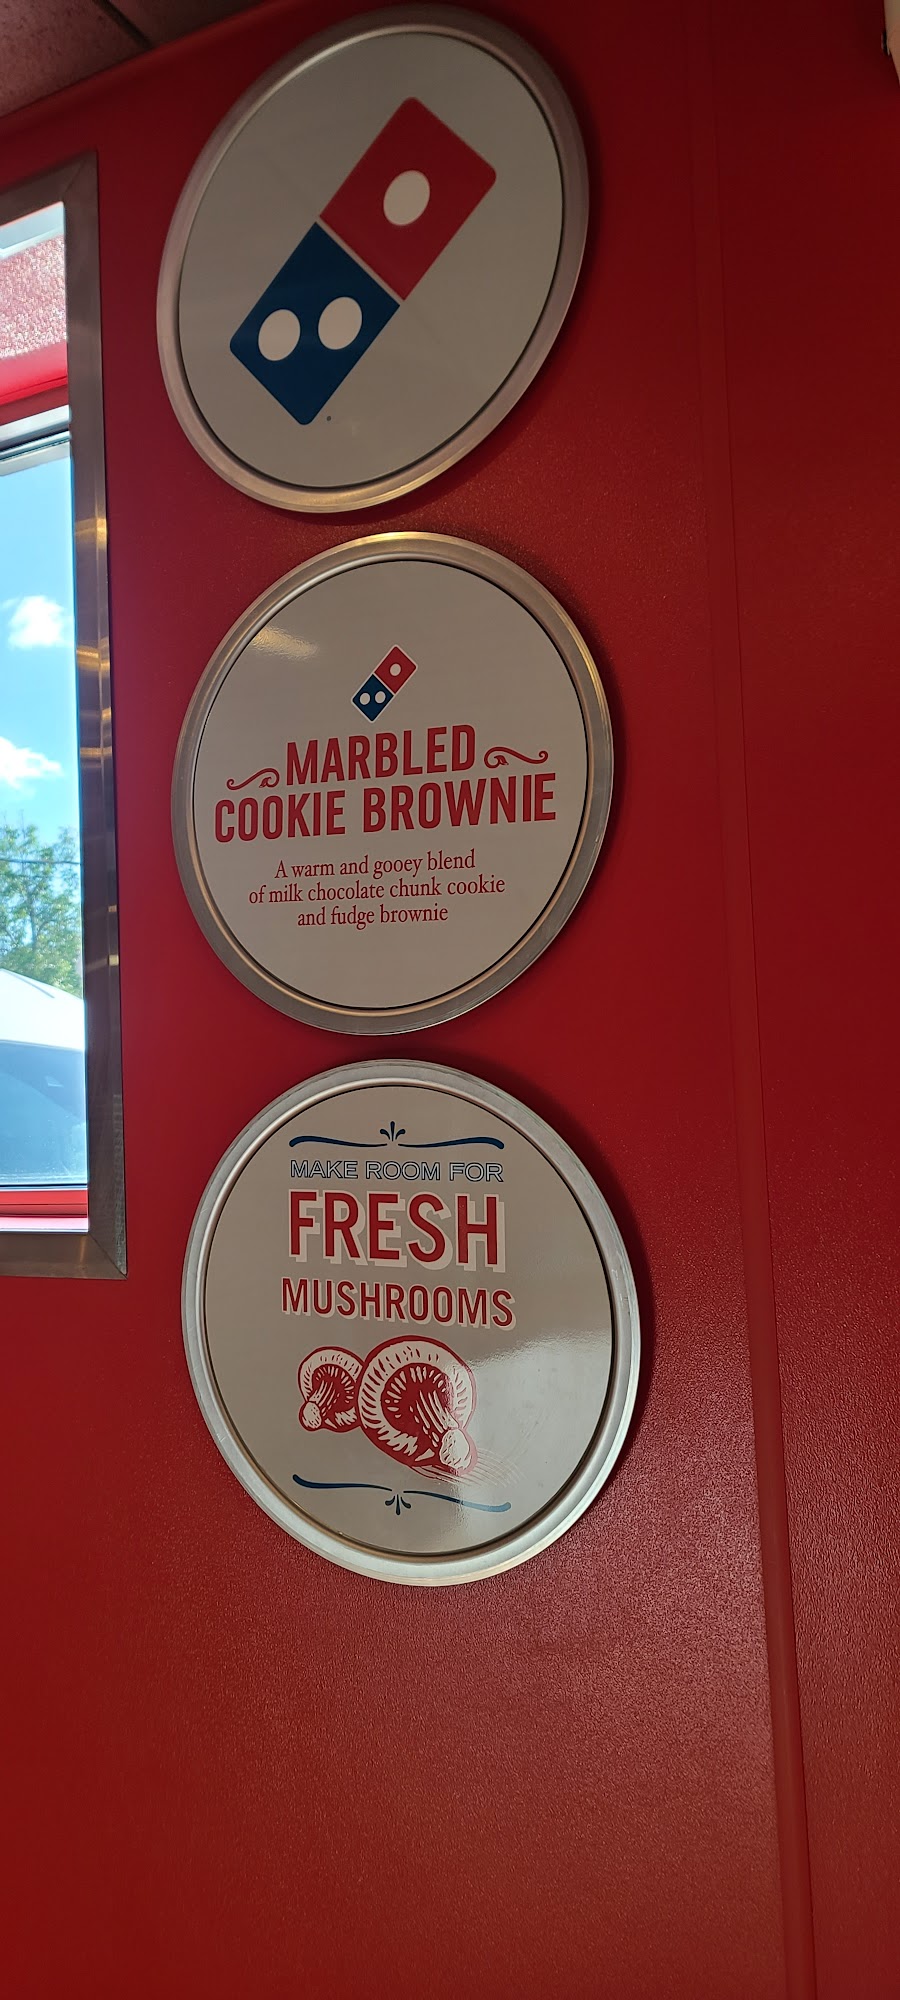 MARBLED
COOKIE BROWNIE
A warm and gooey blend
of milk chocolate chunk cookie
and fudge brownie
MAKE ROOM FOR
FRESH
MUSHROOMS